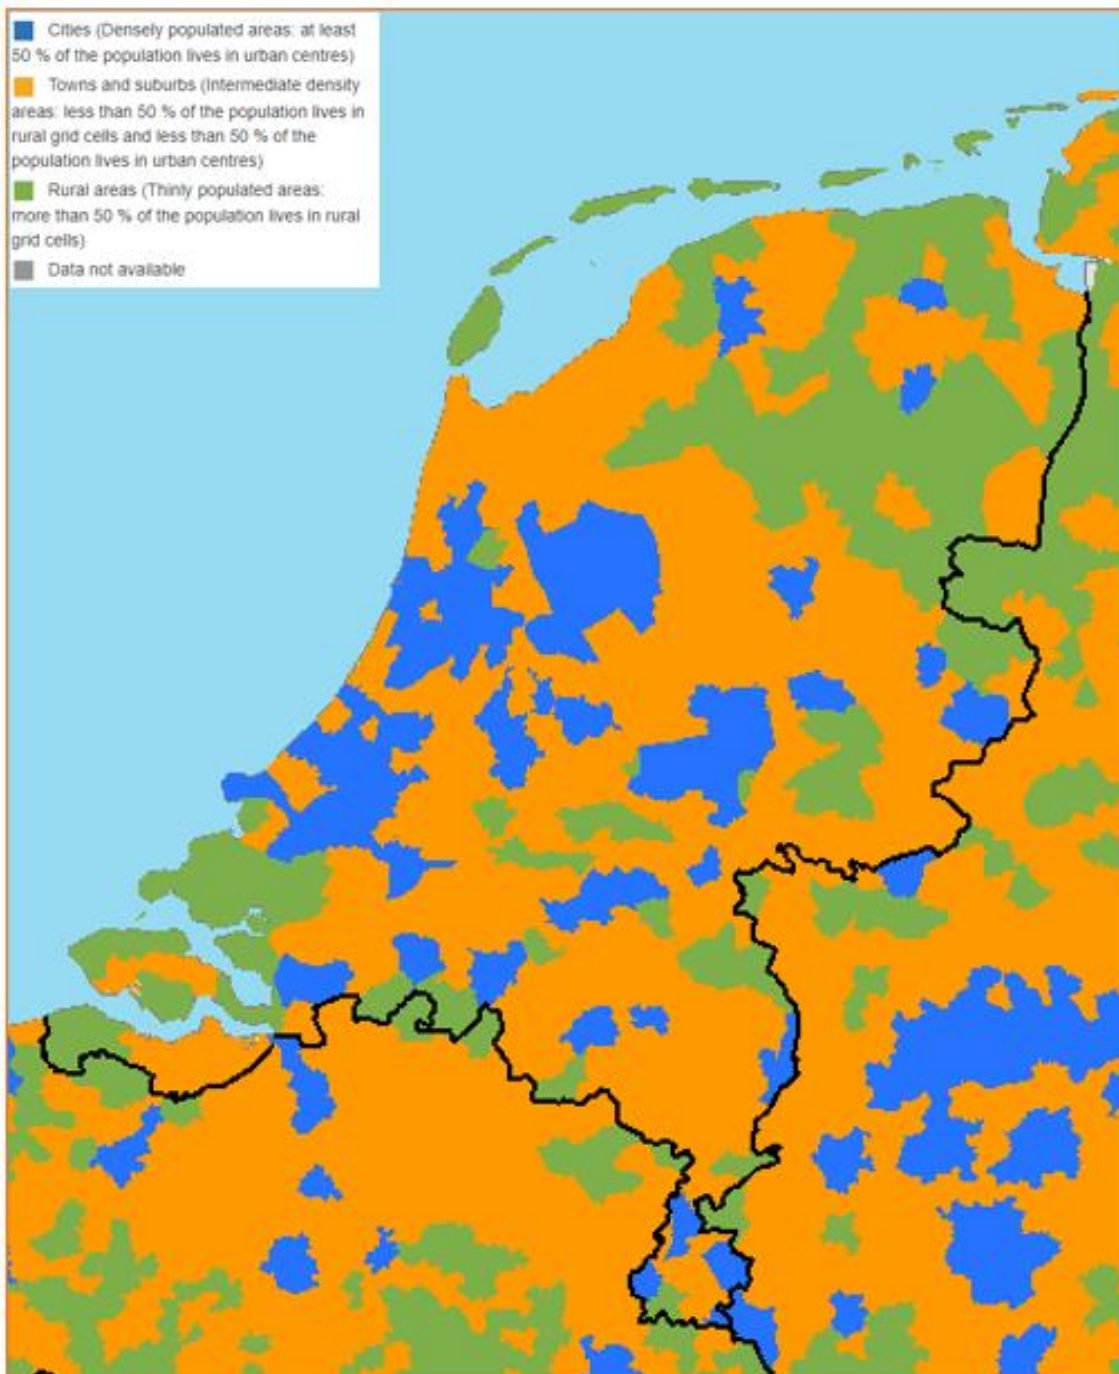 Cities (Densely populated areas: at least
50 % of the population lives in urban centres)
Towns and suburbs (Intermediate density
areas: less than 50 % of the population lives in
rural grid cells and less than 50 % of the
population lives in urban centres)
Rural areas (Thinly populated areas:
more than 50 % of the population lives in rural
grid cells)
Data not available